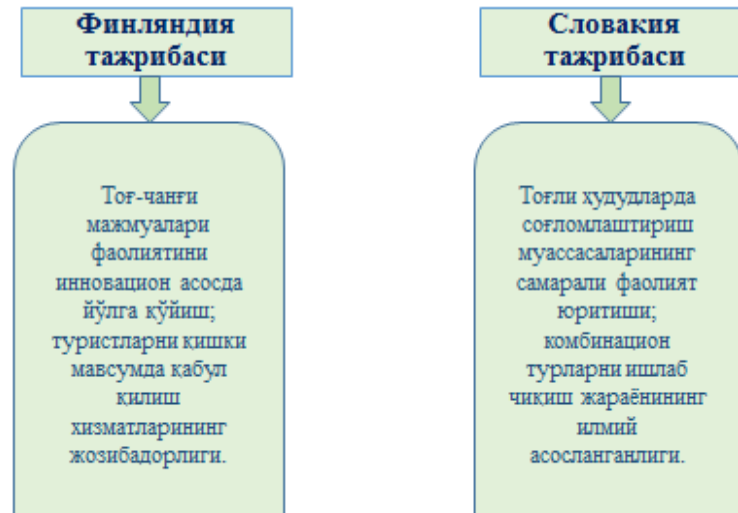 Финляндия
тажрибаси
Тоғ-чанғи
мажмуалари
фаолиятини
инновацион асосда
йўлга қўйиш;
туристларни қишки
мавсумда қабул
қилиш
хизматларининг
жозибадорлиги.
Словакия
тажрибаси
Тоғли ҳудудларда
соғломлаштириш
муассасаларининг
самарали фаолият
юритиши;
комбинацион
турларни ишлаб
чиқиш жараёнининг
илмий
асосланганлиги.